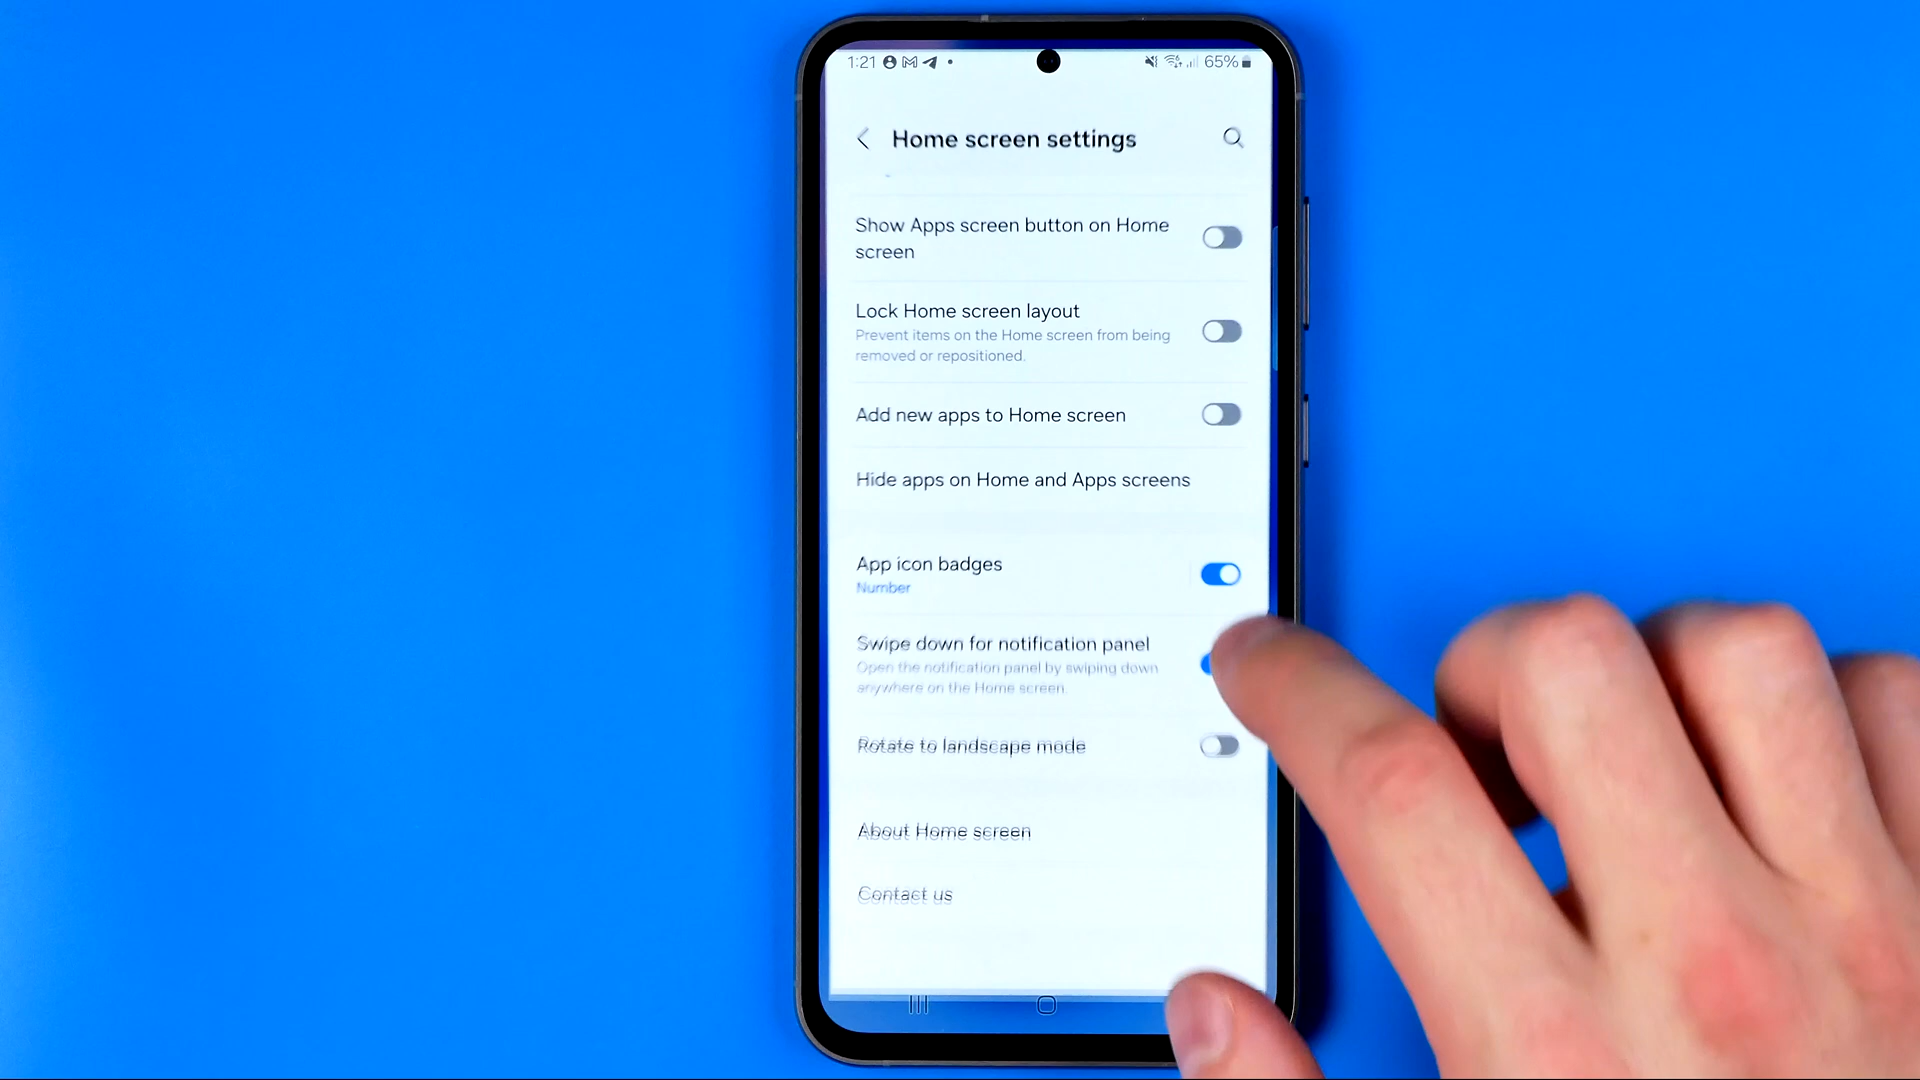 1:21
65%
Home screen settings
Show Apps screen button on Home
screen
Lock Home screen layout
Prevent items on the Home screen from being
removed or repositioned.
Add new apps to Home screen
Hide apps on Home and Apps screens
App icon badges
Number
Swipe down for notification panel
Open the notification panel by swiping down
anywhere on the Home screen.
Rotate to landscape mode
About Home screen
Contact us